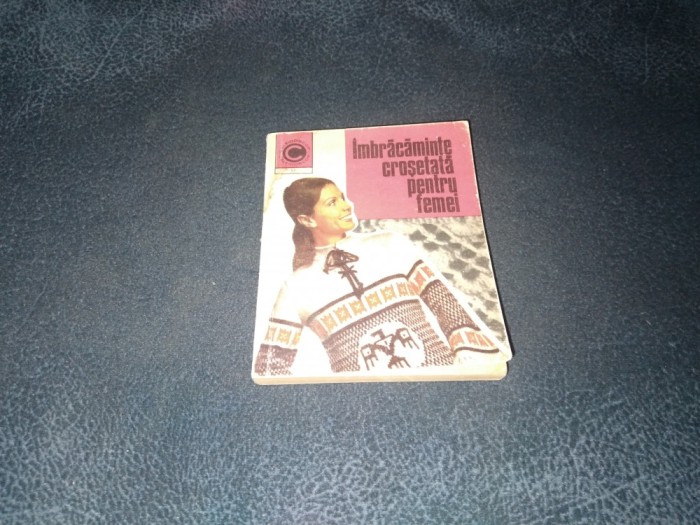 C
Îmbrăcăminte
croșetată
pentru
femei